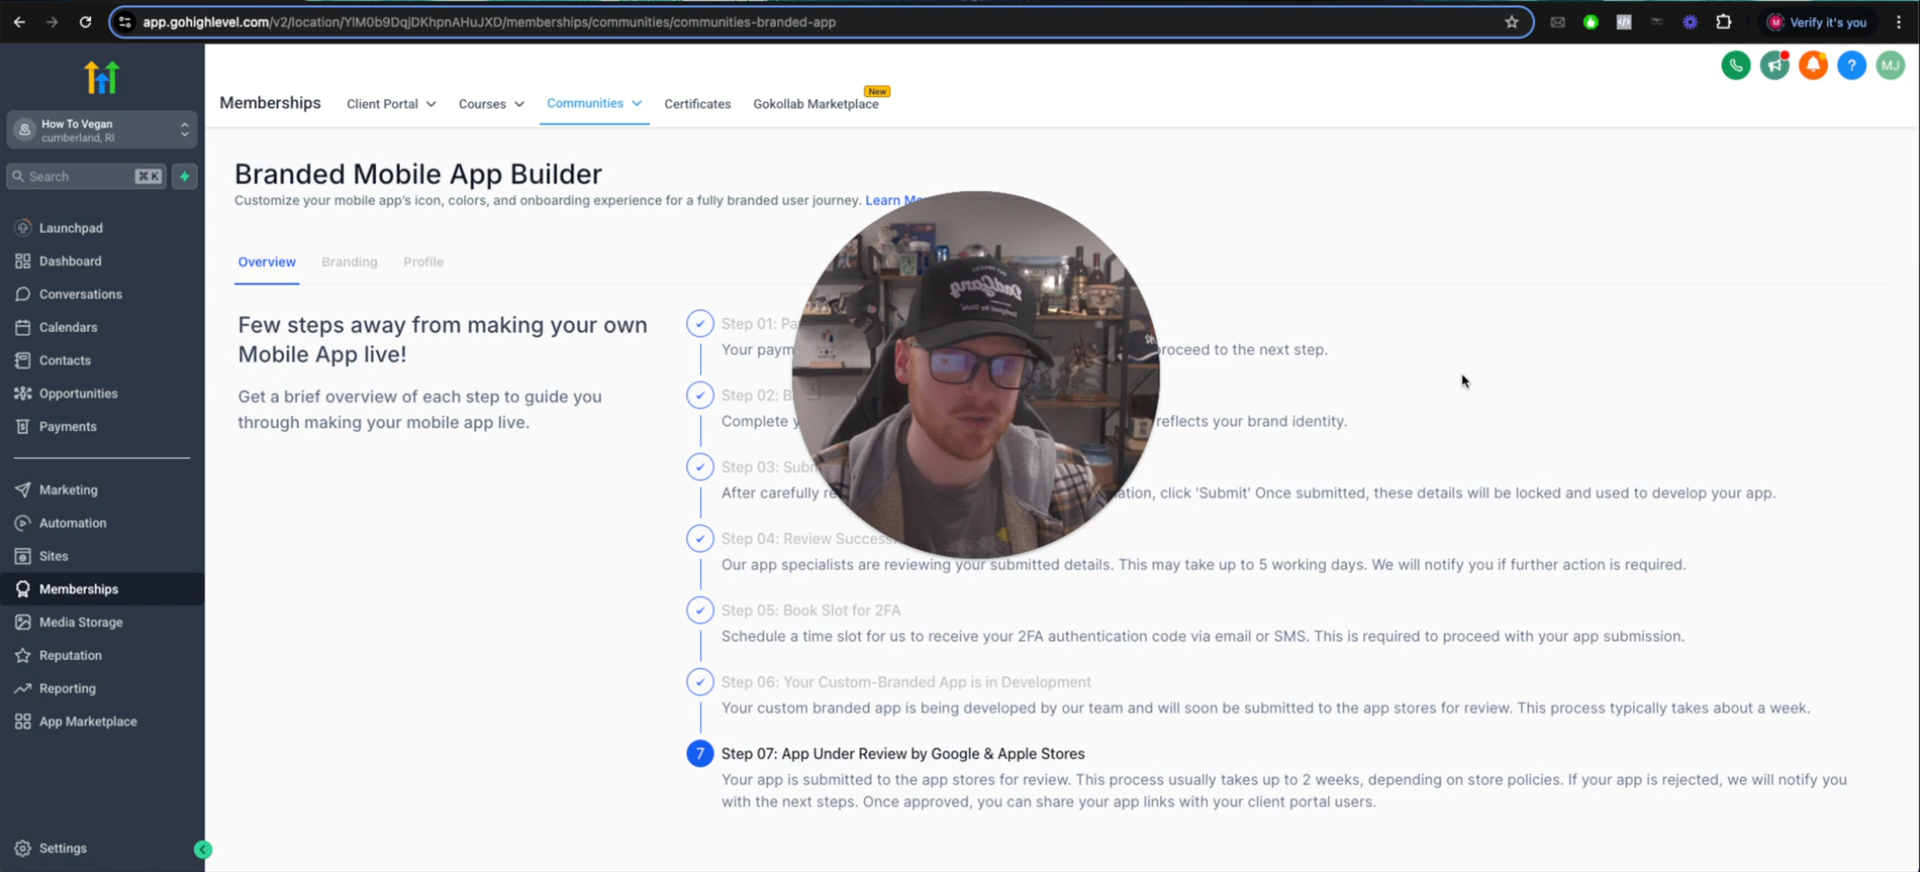 app.gohighlevel.com/v2/location/YIM0b9DqjDKhpnAHuJXD/memberships/communities/communities-branded-app
Verify it's you
MJ
How To Vegan
cumberland, RI
Search
⌘ K
Launchpad
Dashboard
Conversations
Calendars
Contacts
Opportunities
Payments
Marketing
Automation
Sites
Memberships
Media Storage
Reputation
Reporting
App Marketplace
Settings
Memberships
Client Portal
Courses
Communities
Certificates
Gokollab Marketplace
New
Branded Mobile App Builder
Customize your mobile app's icon, colors, and onboarding experience for a fully branded user journey. Learn
Overview
Branding
Profile
Few steps away from making your own
Mobile App live!
Get a brief overview of each step to guide you
through making your mobile app live.
Step 01:
Your proceed to the next step.
Step 02:
Complete reflects your brand identity.
Step 03:
After carefully click 'Submit' Once submitted, these details will be locked and used to develop your app.
Step 04: Review
Our app specialists are reviewing your submitted details. This may take up to 5 working days. We will notify you if further action is required.
Step 05: Book Slot for 2FA
Schedule a time slot for us to receive your 2FA authentication code via email or SMS. This is required to proceed with your app submission.
Step 06: Your Custom-Branded App is in Development
Your custom branded app is being developed by our team and will soon be submitted to the app stores for review. This process typically takes about a week.
7
Step 07: App Under Review by Google & Apple Stores
Your app is submitted to the app stores for review. This process usually takes up to 2 weeks, depending on store policies. If your app is rejected, we will notify you
with the next steps. Once approved, you can share your app links with your client portal users.
DadGang